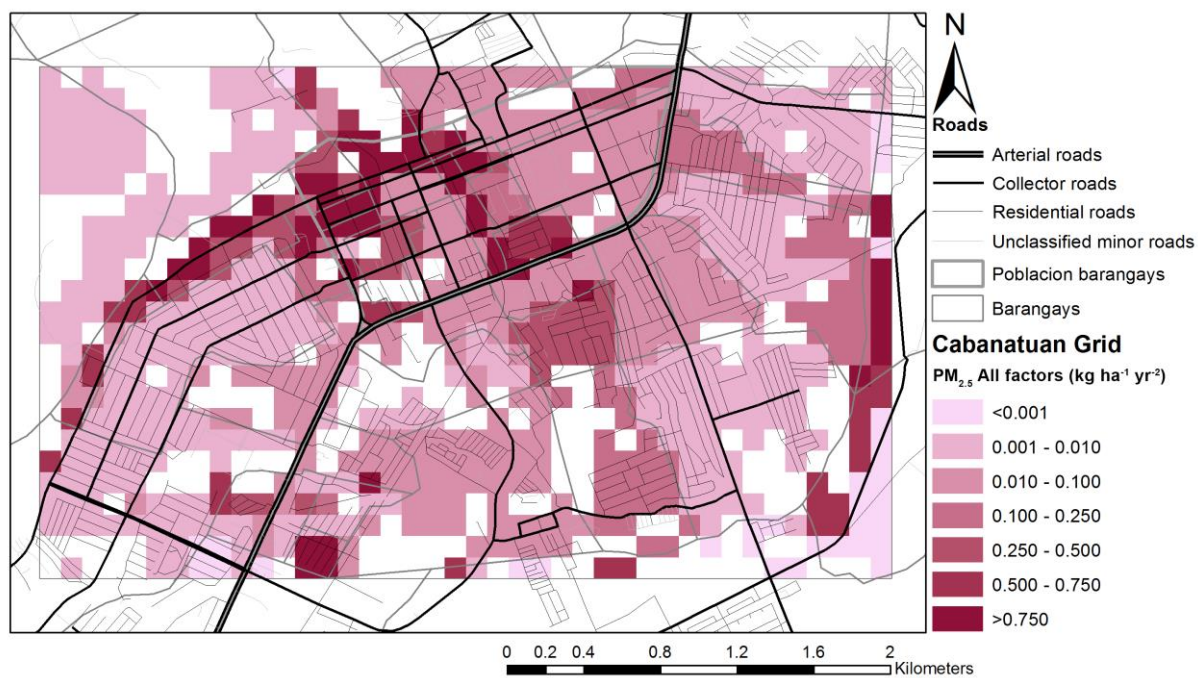 N
Roads
Arterial roads
Collector roads
Residential roads
Unclassified minor roads
Poblacion barangays
Barangays
Cabanatuan Grid
PM₂.₅ All factors (kg ha⁻¹ yr⁻²)
<0.001
0.001 - 0.010
0.010 - 0.100
0.100 - 0.250
0.250 - 0.500
0.500 - 0.750
>0.750
0 0.2 0.4 0.8 1.2 1.6 2
Kilometers